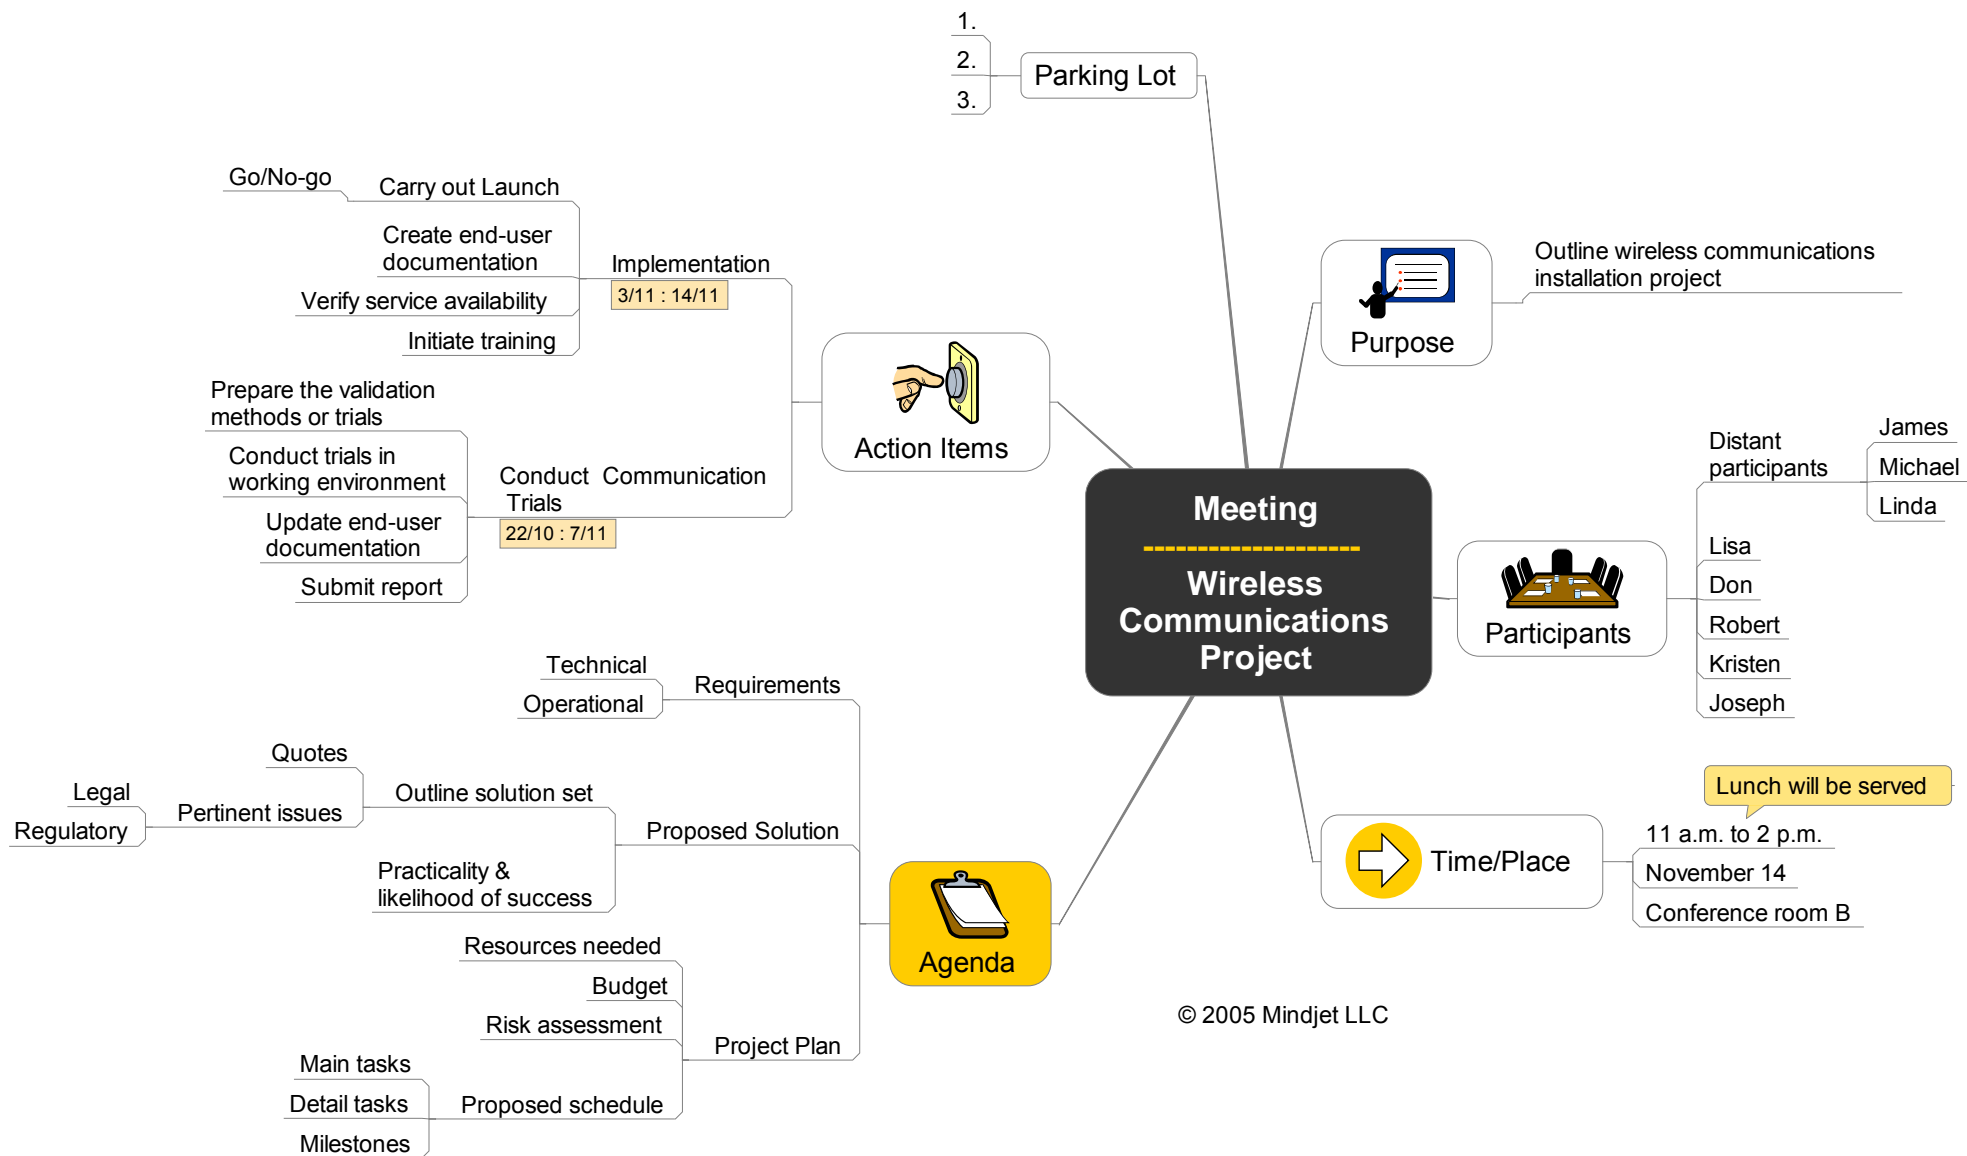 Meeting
--------------------
Wireless
Communications
Project
Parking Lot
1.
2.
3.
Purpose
Outline wireless communications
installation project
Participants
Distant
participants
James
Michael
Linda
Lisa
Don
Robert
Kristen
Joseph
Time/Place
Lunch will be served
11 a.m. to 2 p.m.
November 14
Conference room B
Action Items
Implementation
3/11 : 14/11
Carry out Launch
Go/No-go
Create end-user
documentation
Verify service availability
Initiate training
Conduct Communication
Trials
22/10 : 7/11
Prepare the validation
methods or trials
Conduct trials in
working environment
Update end-user
documentation
Submit report
Agenda
Requirements
Technical
Operational
Proposed Solution
Outline solution set
Quotes
Pertinent issues
Legal
Regulatory
Practicality &
likelihood of success
Project Plan
Resources needed
Budget
Risk assessment
Proposed schedule
Main tasks
Detail tasks
Milestones
© 2005 Mindjet LLC